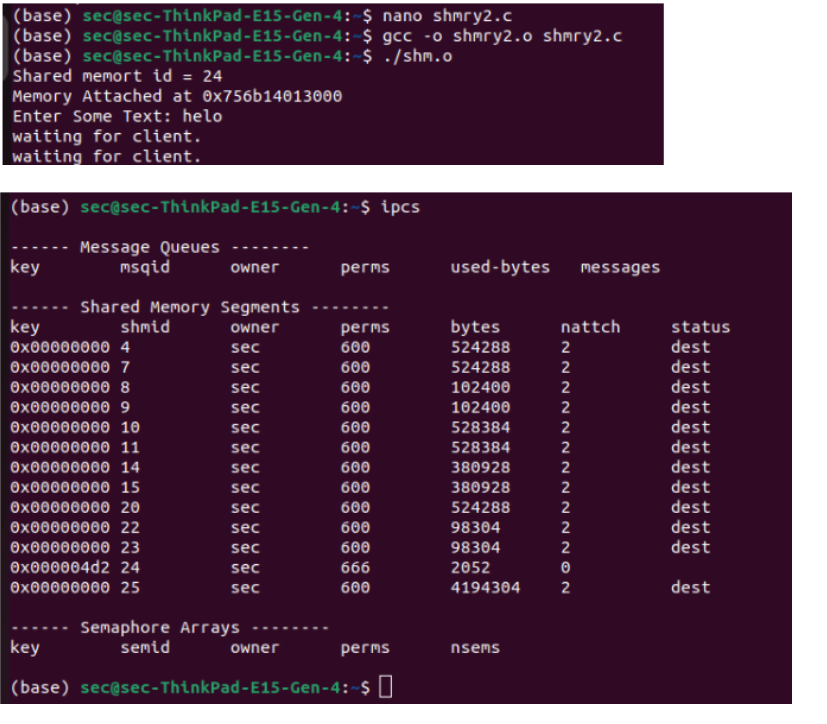 (base) sec@sec-ThinkPad-E15-Gen-4:~$ nano shmry2.c
(base) sec@sec-ThinkPad-E15-Gen-4:~$ gcc -o shmry2.o shmry2.c
(base) sec@sec-ThinkPad-E15-Gen-4:~$ ./shm.o
Shared memort id = 24
Memory Attached at 0x756b14013000
Enter Some Text: helo
waiting for client.
waiting for client.
(base) sec@sec-ThinkPad-E15-Gen-4:~$ ipcs
------ Message Queues --------
key msqid owner perms used-bytes messages
------ Shared Memory Segments --------
key shmid owner perms bytes nattch status
0x00000000 4 sec 600 524288 2 dest
0x00000000 7 sec 600 524288 2 dest
0x00000000 8 sec 600 102400 2 dest
0x00000000 9 sec 600 102400 2 dest
0x00000000 10 sec 600 528384 2 dest
0x00000000 11 sec 600 528384 2 dest
0x00000000 14 sec 600 380928 2 dest
0x00000000 15 sec 600 380928 2 dest
0x00000000 20 sec 600 524288 2 dest
0x00000000 22 sec 600 98304 2 dest
0x00000000 23 sec 600 98304 2 dest
0x000004d2 24 sec 666 2052 0
0x00000000 25 sec 600 4194304 2 dest
------ Semaphore Arrays --------
key semid owner perms nsems
(base) sec@sec-ThinkPad-E15-Gen-4:~$